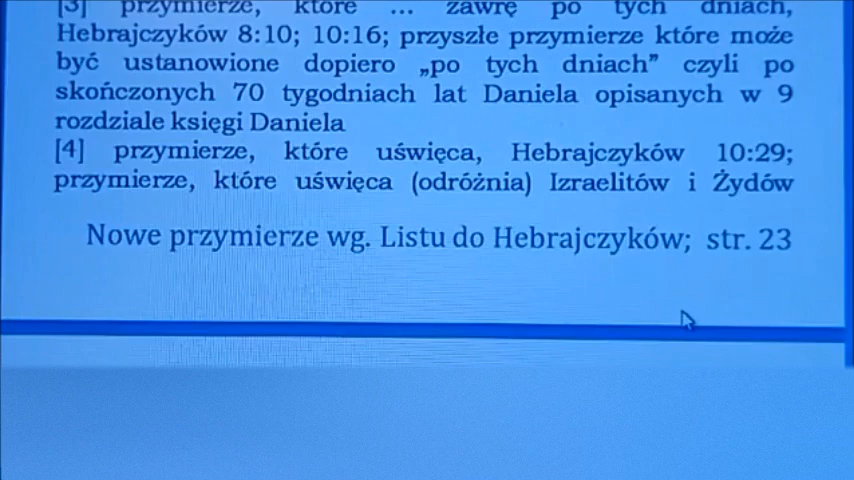 [3] przymierze, które ... zawrę po tych dniach,
Hebrajczyków 8:10; 10:16; przyszłe przymierze które może
być ustanowione dopiero „po tych dniach” czyli po
skończonych 70 tygodniach lat Daniela opisanych w 9
rozdziale księgi Daniela
[4] przymierze, które uświęca, Hebrajczyków 10:29;
przymierze, które uświęca (odróżnia) Izraelitów i Żydów
Nowe przymierze wg. Listu do Hebrajczyków; str. 23